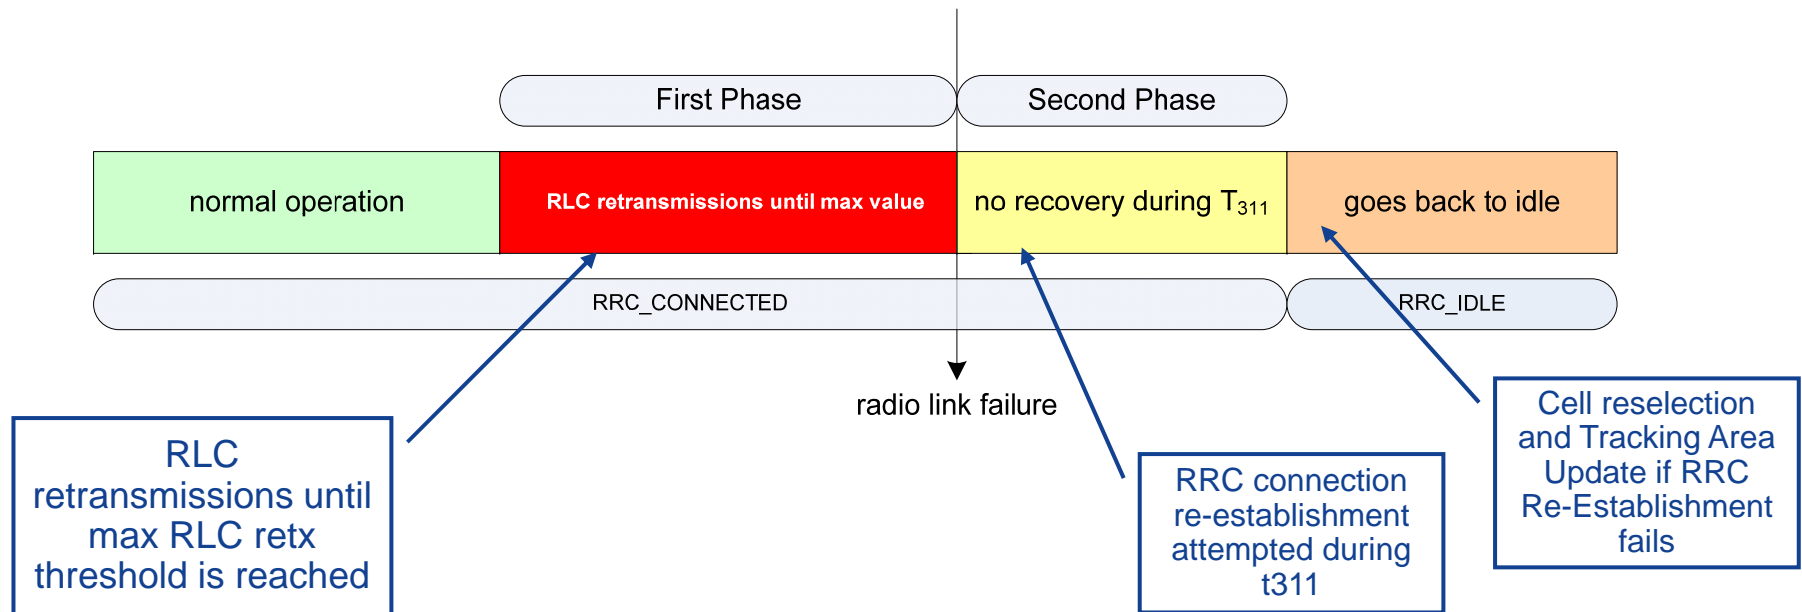 First Phase
Second Phase
normal operation
RLC retransmissions until max value
no recovery during T311
goes back to idle
RRC_CONNECTED
RRC_IDLE
radio link failure
RLC
retransmissions until
max RLC retx
threshold is reached
RRC connection
re-establishment
attempted during
t311
Cell reselection
and Tracking Area
Update if RRC
Re-Establishment
fails